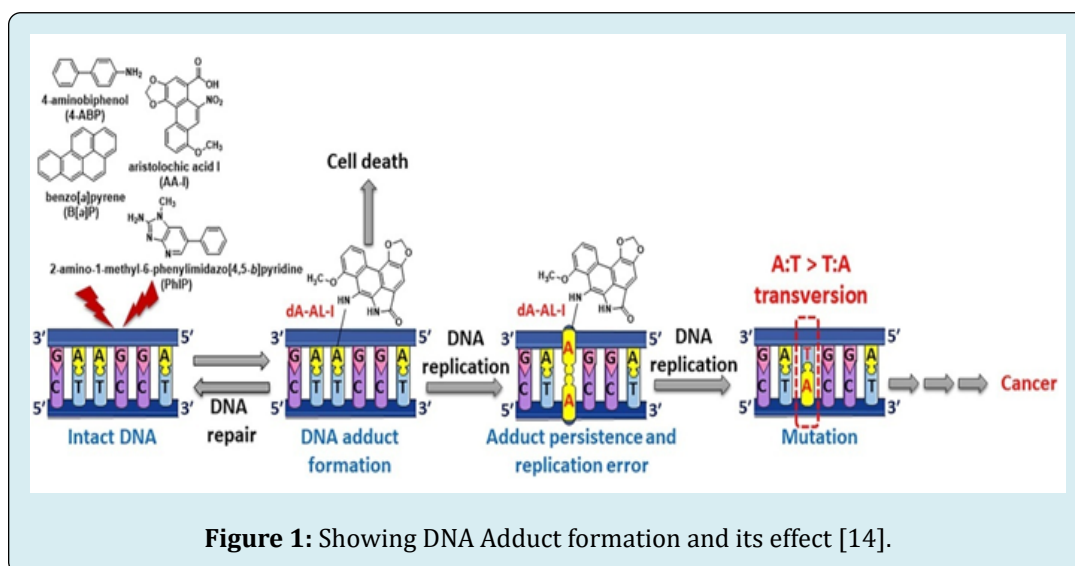 NH₂
4-aminobiphenol
(4-ABP)
O
OH
NO₂
O
O
O-CH₃
aristolochic acid I
(AA-I)
benzo[a]pyrene
(B[a]P)
CH₃
H₂N
N
N
N
2-amino-1-methyl-6-phenylimidazo[4,5-b]pyridine
(PhIP)
3' 5'
G A A G G A
C T T C C T
5' 3'
Intact DNA
DNA
repair
Cell death
O
O
H₃C-O
HN
HN
O
dA-AL-I
3' 5'
G A A G G A
C T T C C T
5' 3'
DNA adduct
formation
DNA
replication
O
O
H₃C-O
HN
HN
O
dA-AL-I
3' 5'
G A A G G A
C T A C C T
5' 3'
Adduct persistence and
replication error
DNA
replication
A:T > T:A
transversion
3' 5'
G A T G G A
C T A C C T
5' 3'
Mutation
Cancer
Figure 1: Showing DNA Adduct formation and its effect [14].